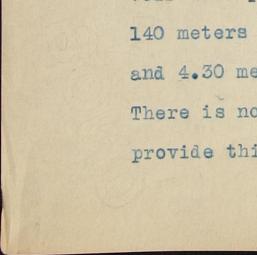 140 meters
and 4.30 me
There is no
provide thi